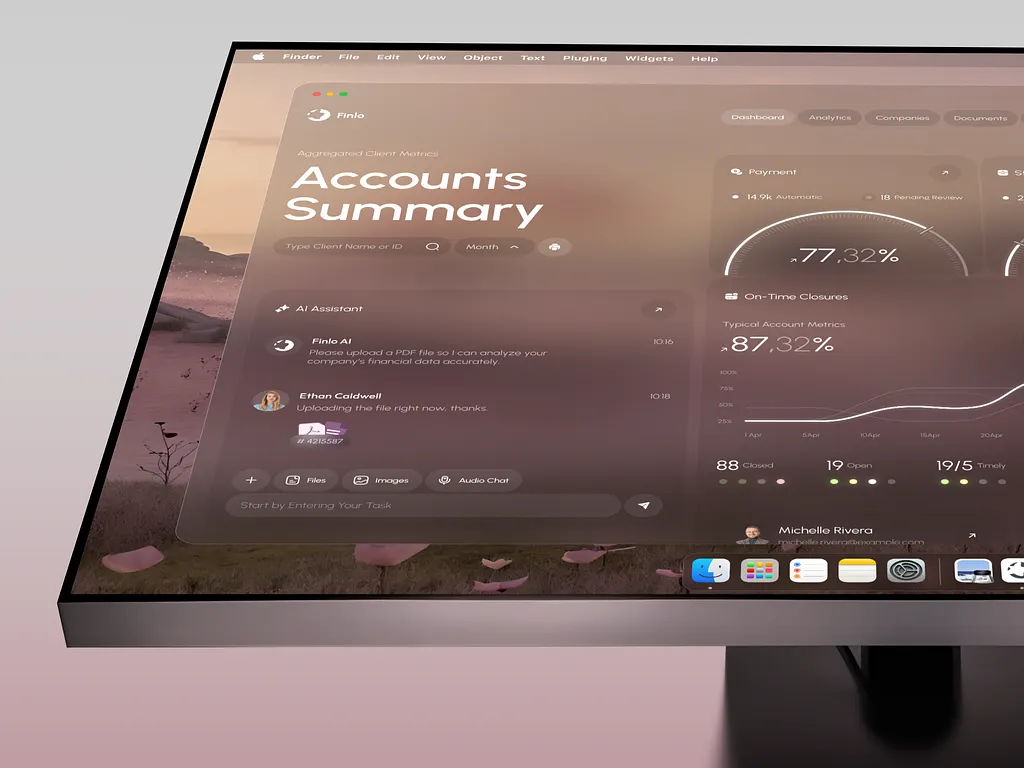 Finder File Edit View Object Text Pluging Widgets Help
Finlo
Dashboard Analytics Companies Documents
Aggregated Client Metrics
Accounts
Summary
Type Client Name or ID
Month
AI Assistant
Finlo AI
10:16
Please upload a PDF file so I can analyze your
company's financial data accurately.
Ethan Caldwell
10:18
Uploading the file right now, thanks.
# 4215587
Files Images Audio Chat
Start by Entering Your Task
Payment
14.9k Automatic 18 Pending Review
77,32%
On-Time Closures
Typical Account Metrics
87,32%
100%
75%
50%
25%
1 Apr 5Apr 10Apr 15Apr 20Apr
88 Closed 19 Open 19/5 Timely
Michelle Rivera
michelle.rivera@example.com